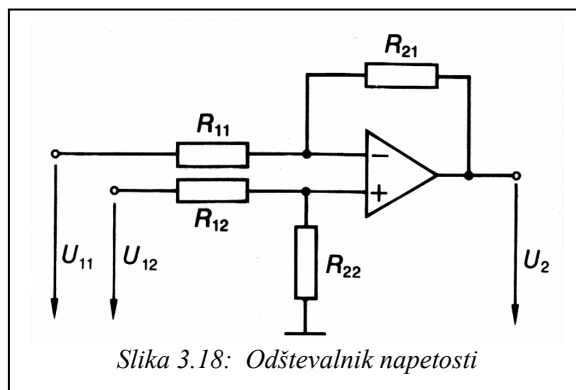 R21
R11
−
+
R12
U11
U12
R22
U2
Slika 3.18: Odštevalnik napetosti